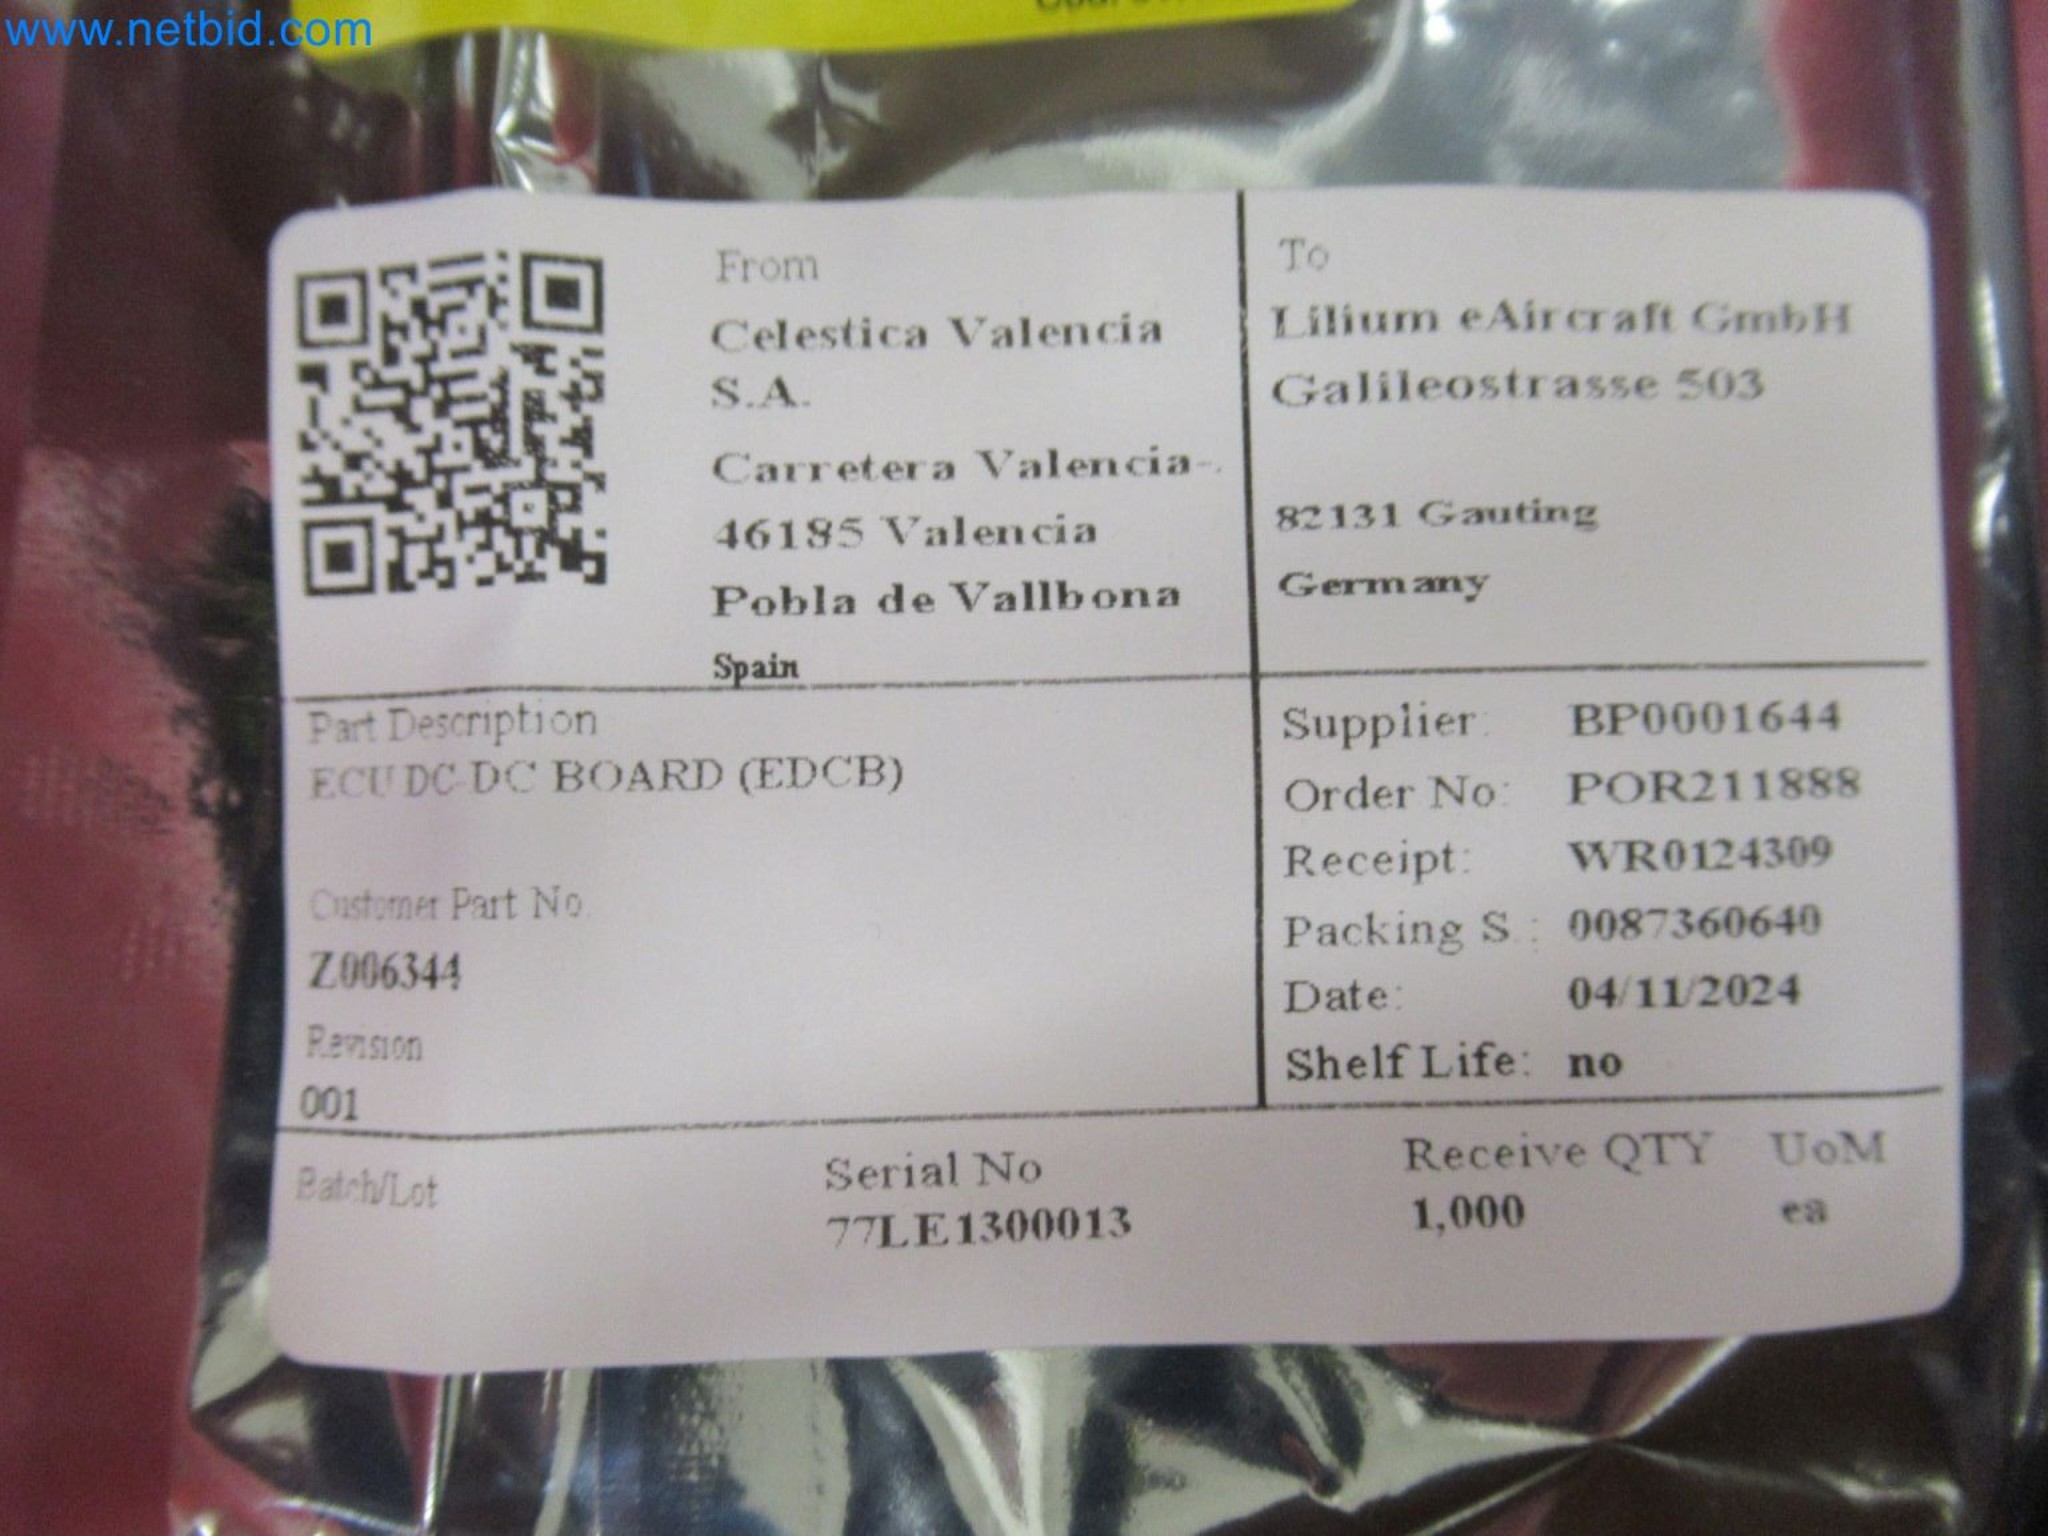 www.netbid.com
From
Celestica Valencia
S.A.
Carretera Valencia-
46185 Valencia
Pobla de Vallbona
Spain
To
Lilium eAircraft GmbH
Galileostrasse 503
82131 Gauting
Germany
Part Description
ECU DC-DC BOARD (EDCB)
Customer Part No.
Z006344
Revision
001
Supplier: BP0001644
Order No: POR211888
Receipt: WR0124309
Packing S.: 0087360640
Date: 04/11/2024
Shelf Life: no
Batch/Lot
Serial No
77LE1300013
Receive QTY
1,000
UoM
ea